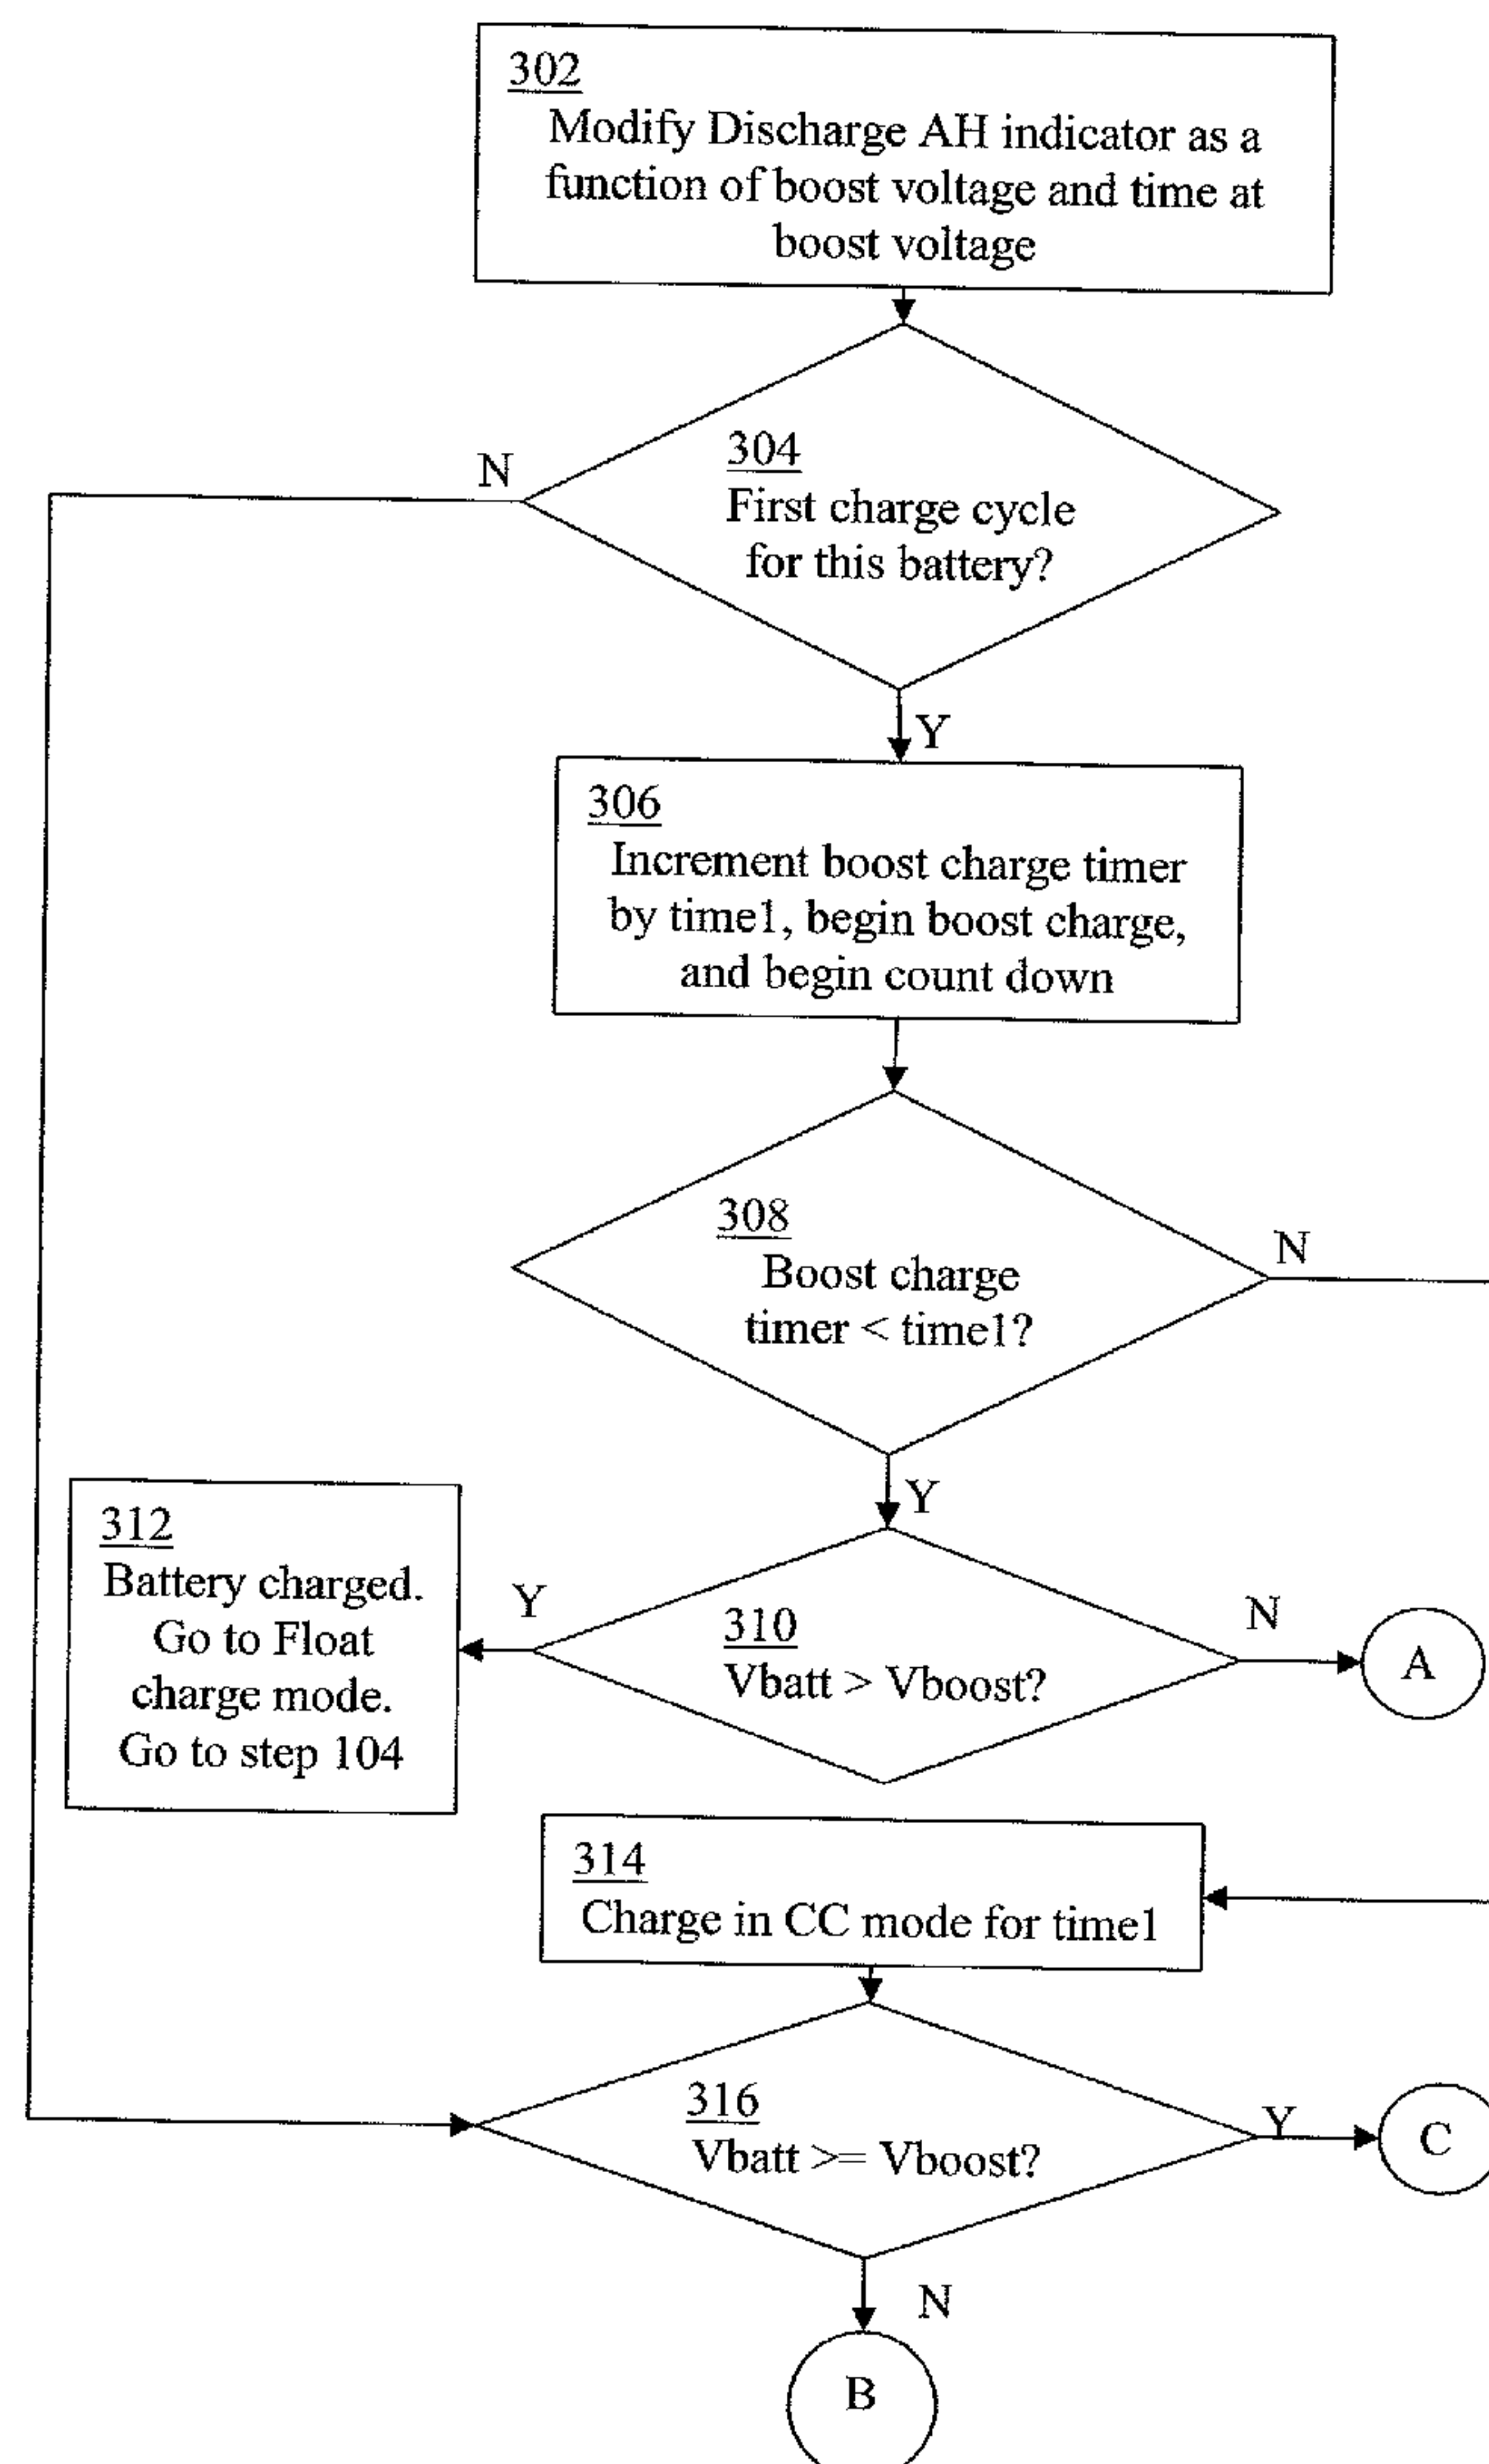 302
Modify Discharge AH indicator as a
function of boost voltage and time at
boost voltage
N
304
First charge cycle
for this battery?
Y
306
Increment boost charge timer
by time1, begin boost charge,
and begin count down
308
Boost charge
timer < time1?
N
Y
312
Battery charged.
Go to Float
charge mode.
Go to step 104
Y
310
Vbatt > Vboost?
N
A
314
Charge in CC mode for time1
316
Vbatt >= Vboost?
Y
C
N
B